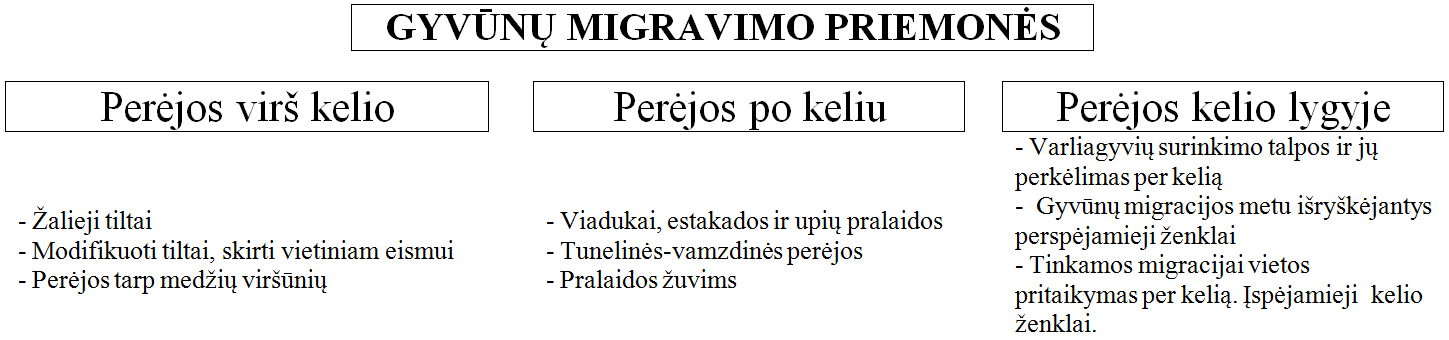 GYVŪNŲ MIGRAVIMO PRIEMONĖS
Perėjos virš kelio
- Žalieji tiltai
- Modifikuoti tiltai, skirti vietiniam eismui
- Perėjos tarp medžių viršūnių
Perėjos po keliu
- Viadukai, estakados ir upių pralaidos
- Tunelinės-vamzdinės perėjos
- Pralaidos žuvims
Perėjos kelio lygyje
- Varliagyvių surinkimo talpos ir jų
perkėlimas per kelią
- Gyvūnų migracijos metu išryškėjantys
perspėjamieji ženklai
- Tinkamos migracijai vietos
pritaikymas per kelią. Įspėjamieji kelio
ženklai.